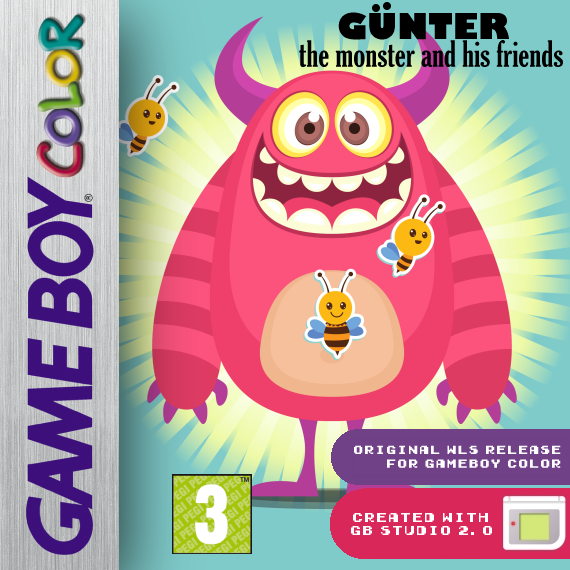 GAME BOY COLOR
®
GÜNTER
the monster and his friends
ORIGINAL WLS RELEASE
FOR GAMEBOY COLOR
CREATED WITH
GB STUDIO 2.0
3
™